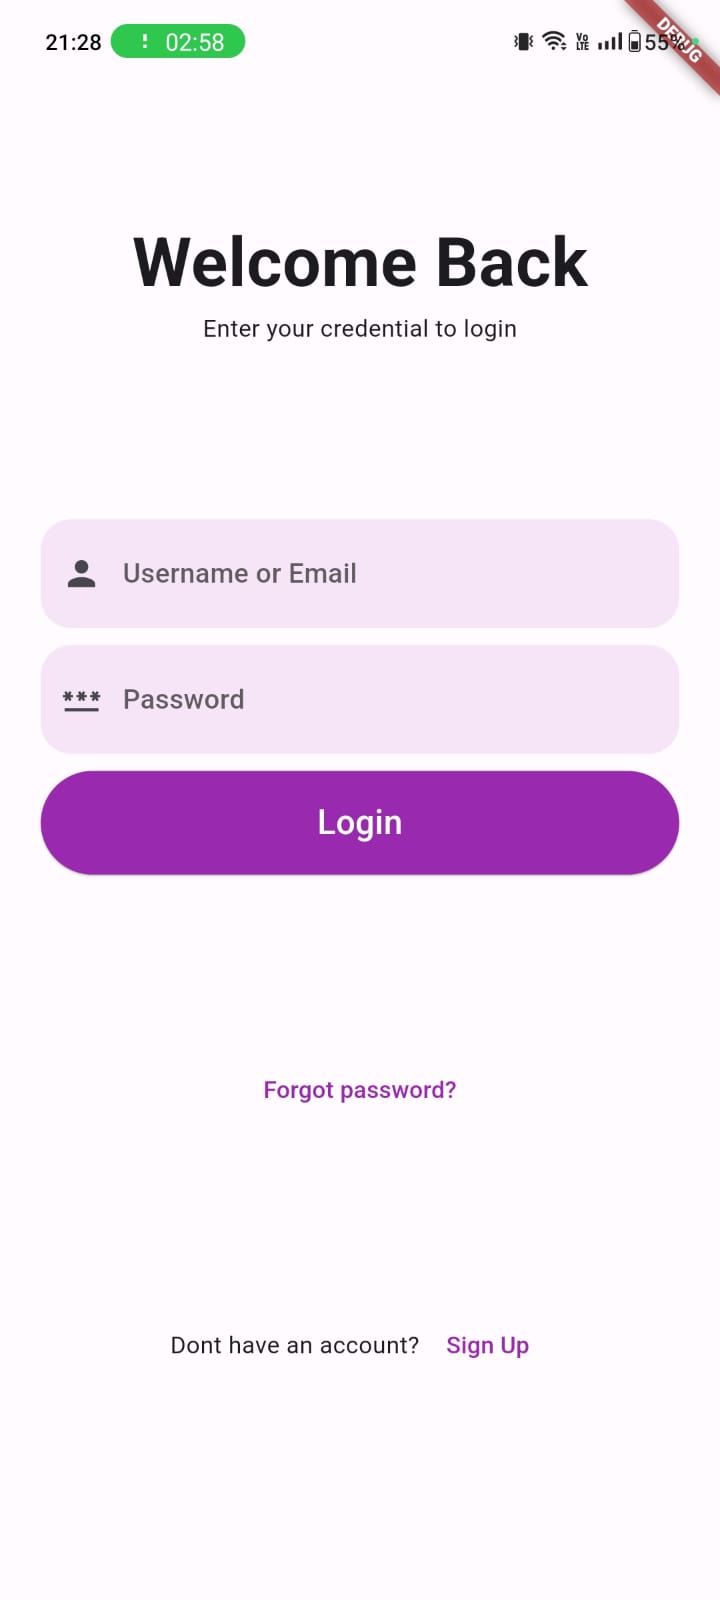 21:28 02:58 Vo LTE 55%
DEBUG
Welcome Back
Enter your credential to login
Username or Email
*** Password
Login
Forgot password?
Dont have an account? Sign Up